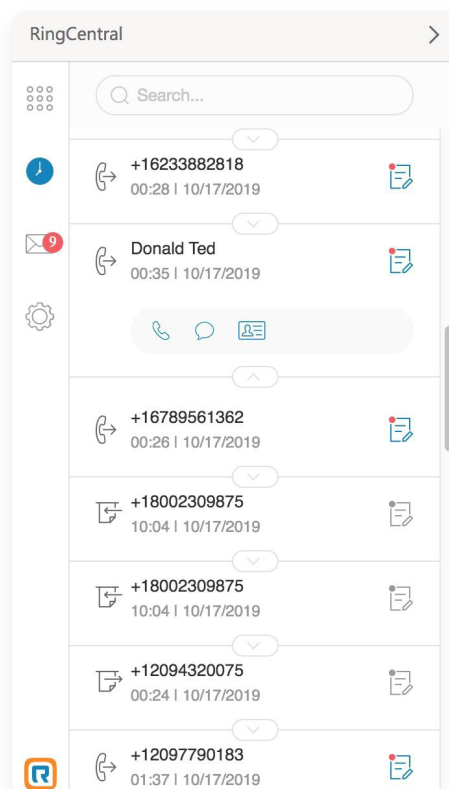 RingCentral
Search...
+16233882818
00:28 | 10/17/2019
9
Donald Ted
00:35 | 10/17/2019
+16789561362
00:26 | 10/17/2019
+18002309875
10:04 | 10/17/2019
+18002309875
10:04 | 10/17/2019
+12094320075
00:24 | 10/17/2019
+12097790183
01:37 | 10/17/2019